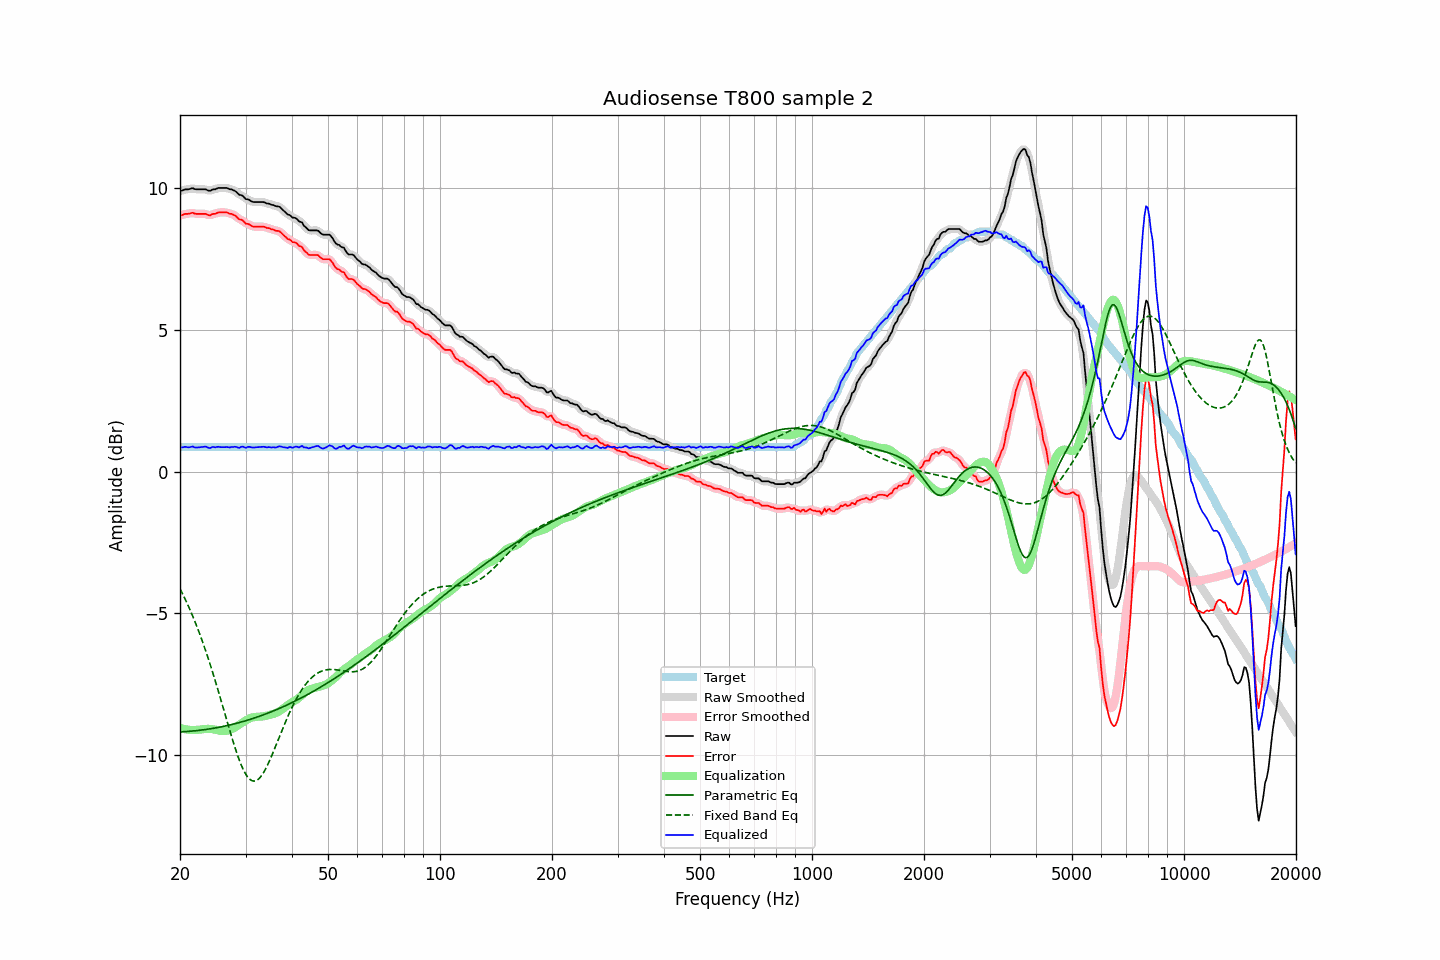 Audiosense T800 sample 2
Amplitude (dBr)
10
5
0
−5
−10
Target
Raw Smoothed
Error Smoothed
Raw
Error
Equalization
Parametric Eq
Fixed Band Eq
Equalized
20 50 100 200 500 1000 2000 5000 10000 20000
Frequency (Hz)